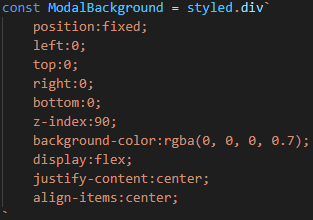 const ModalBackground = styled.div`
position:fixed;
left:0;
top:0;
right:0;
bottom:0;
z-index:90;
background-color:rgba(0, 0, 0, 0.7);
display:flex;
justify-content:center;
align-items:center;
`